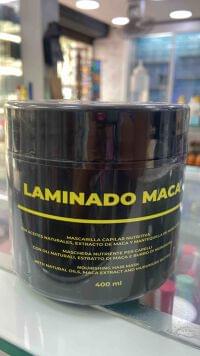 LAMINADO MACA
MASCARILLA CAPILAR NUTRITIVA
CON ACEITES NATURALES, EXTRACTO DE MACA Y MANTEQUILLA DE
MASCHERA NUTRIENTE PER CAPELLI
CON OLI NATURALI, ESTRATTO DI MACA E BURRO DI
NOURISHING HAIR MASK
WITH NATURAL OILS, MACA EXTRACT AND
400 ml